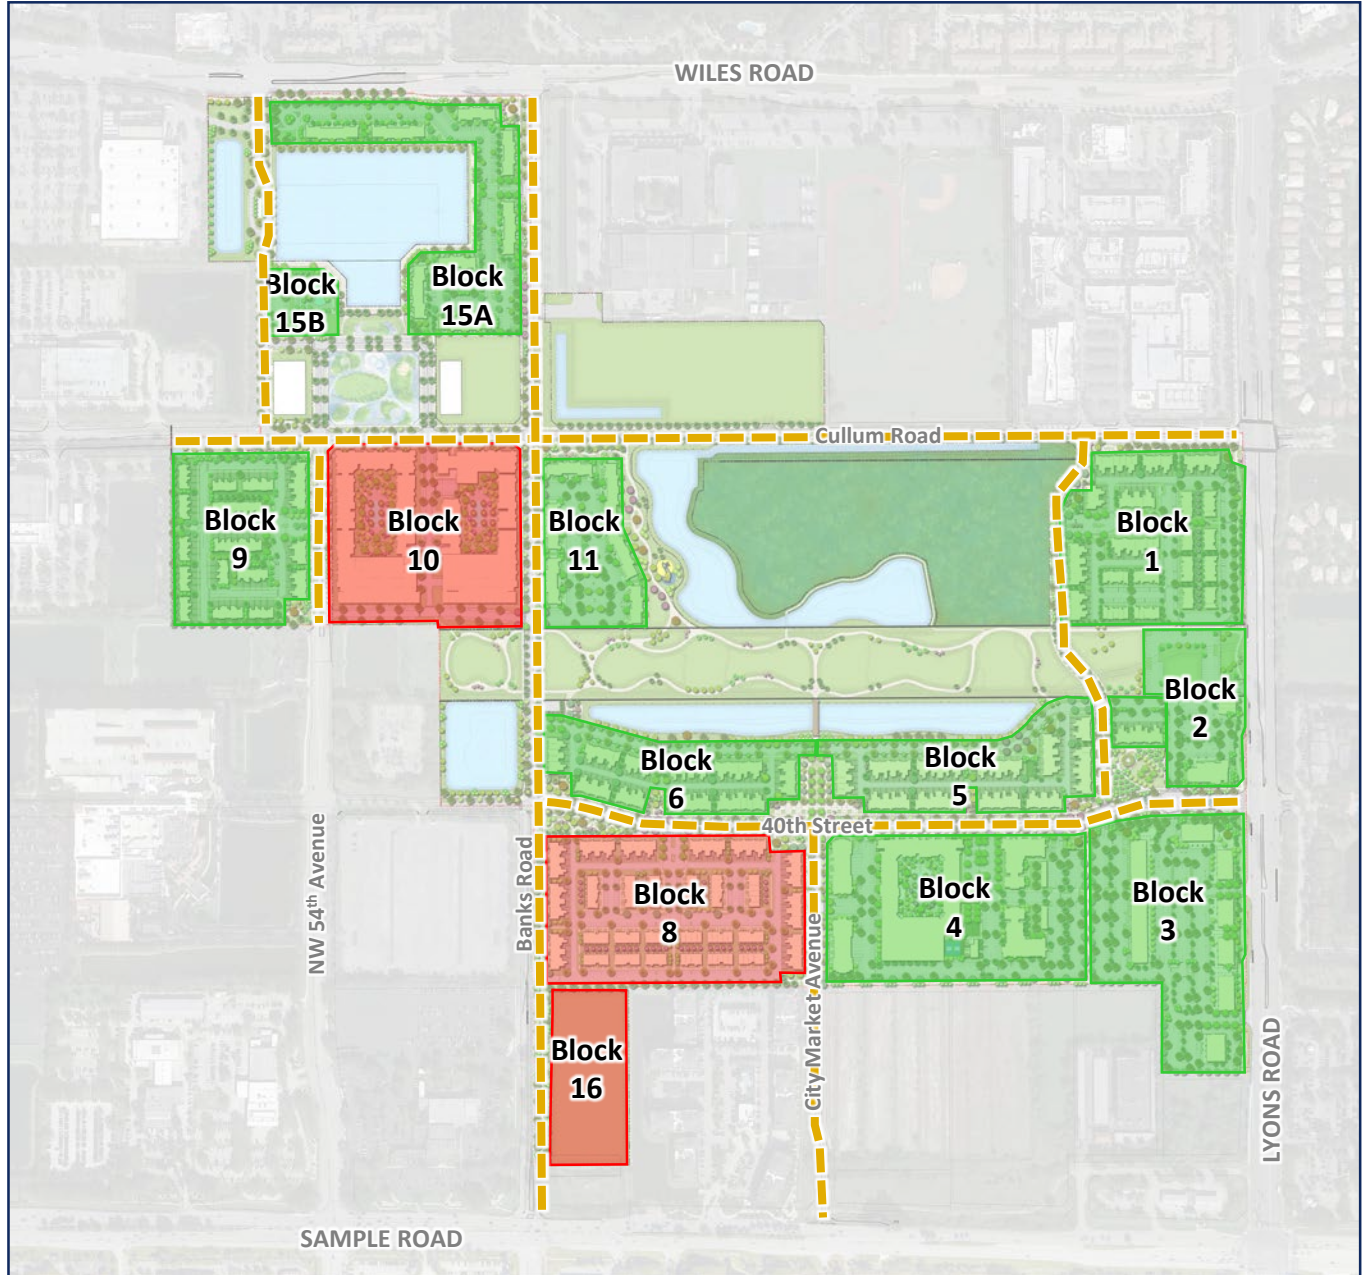 WILES ROAD
Block
15B
Block
15A
Cullum Road
Block
9
Block
10
Block
11
Block
1
Block
2
Block
6
Block
5
40th Street
NW 54th Avenue
Banks Road
Block
8
City Market Avenue
Block
4
Block
3
Block
16
LYONS ROAD
SAMPLE ROAD